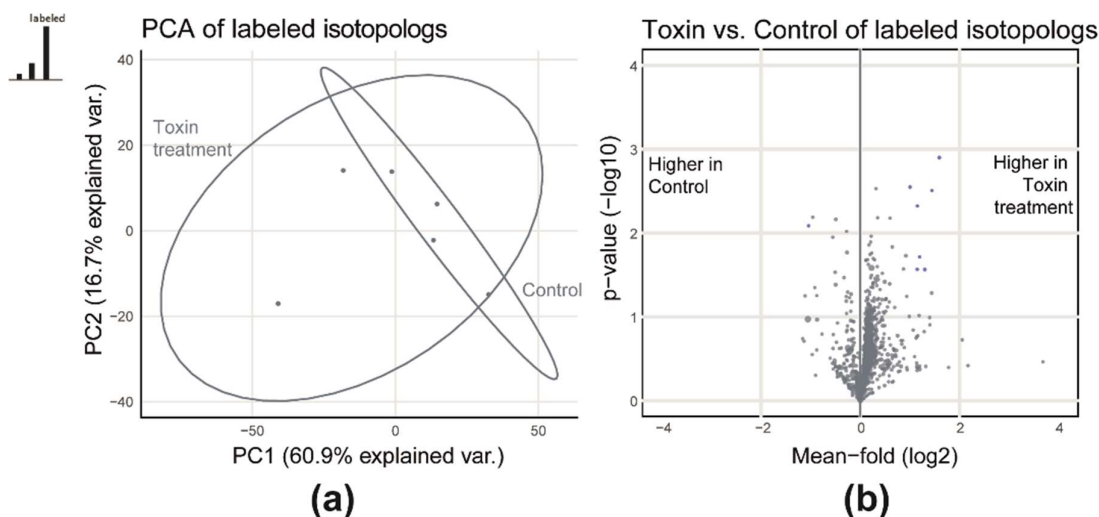 labeled
PCA of labeled isotopologs
PC2 (16.7% explained var.)
40
20
0
−20
−40
Toxin
treatment
Control
−50
0
50
PC1 (60.9% explained var.)
(a)
Toxin vs. Control of labeled isotopologs
p−value (−log10)
4
3
2
1
0
Higher in
Control
Higher in
Toxin
treatment
−4
−2
0
2
4
Mean−fold (log2)
(b)